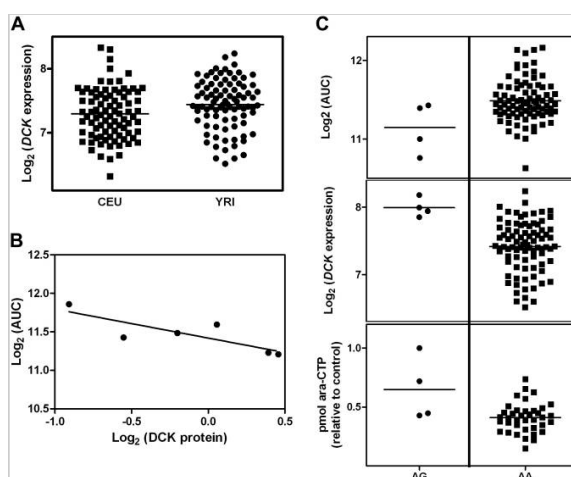 A
Log₂ (DCK expression)
8
7
CEU
YRI
B
Log₂ (AUC)
12.5
12.0
11.5
11.0
10.5
-1.0
-0.5
0.0
0.5
Log₂ (DCK protein)
C
Log2 (AUC)
12
11
Log₂ (DCK expression)
8
7
pmol ara-CTP
(relative to control)
1.0
0.5
AG
AA